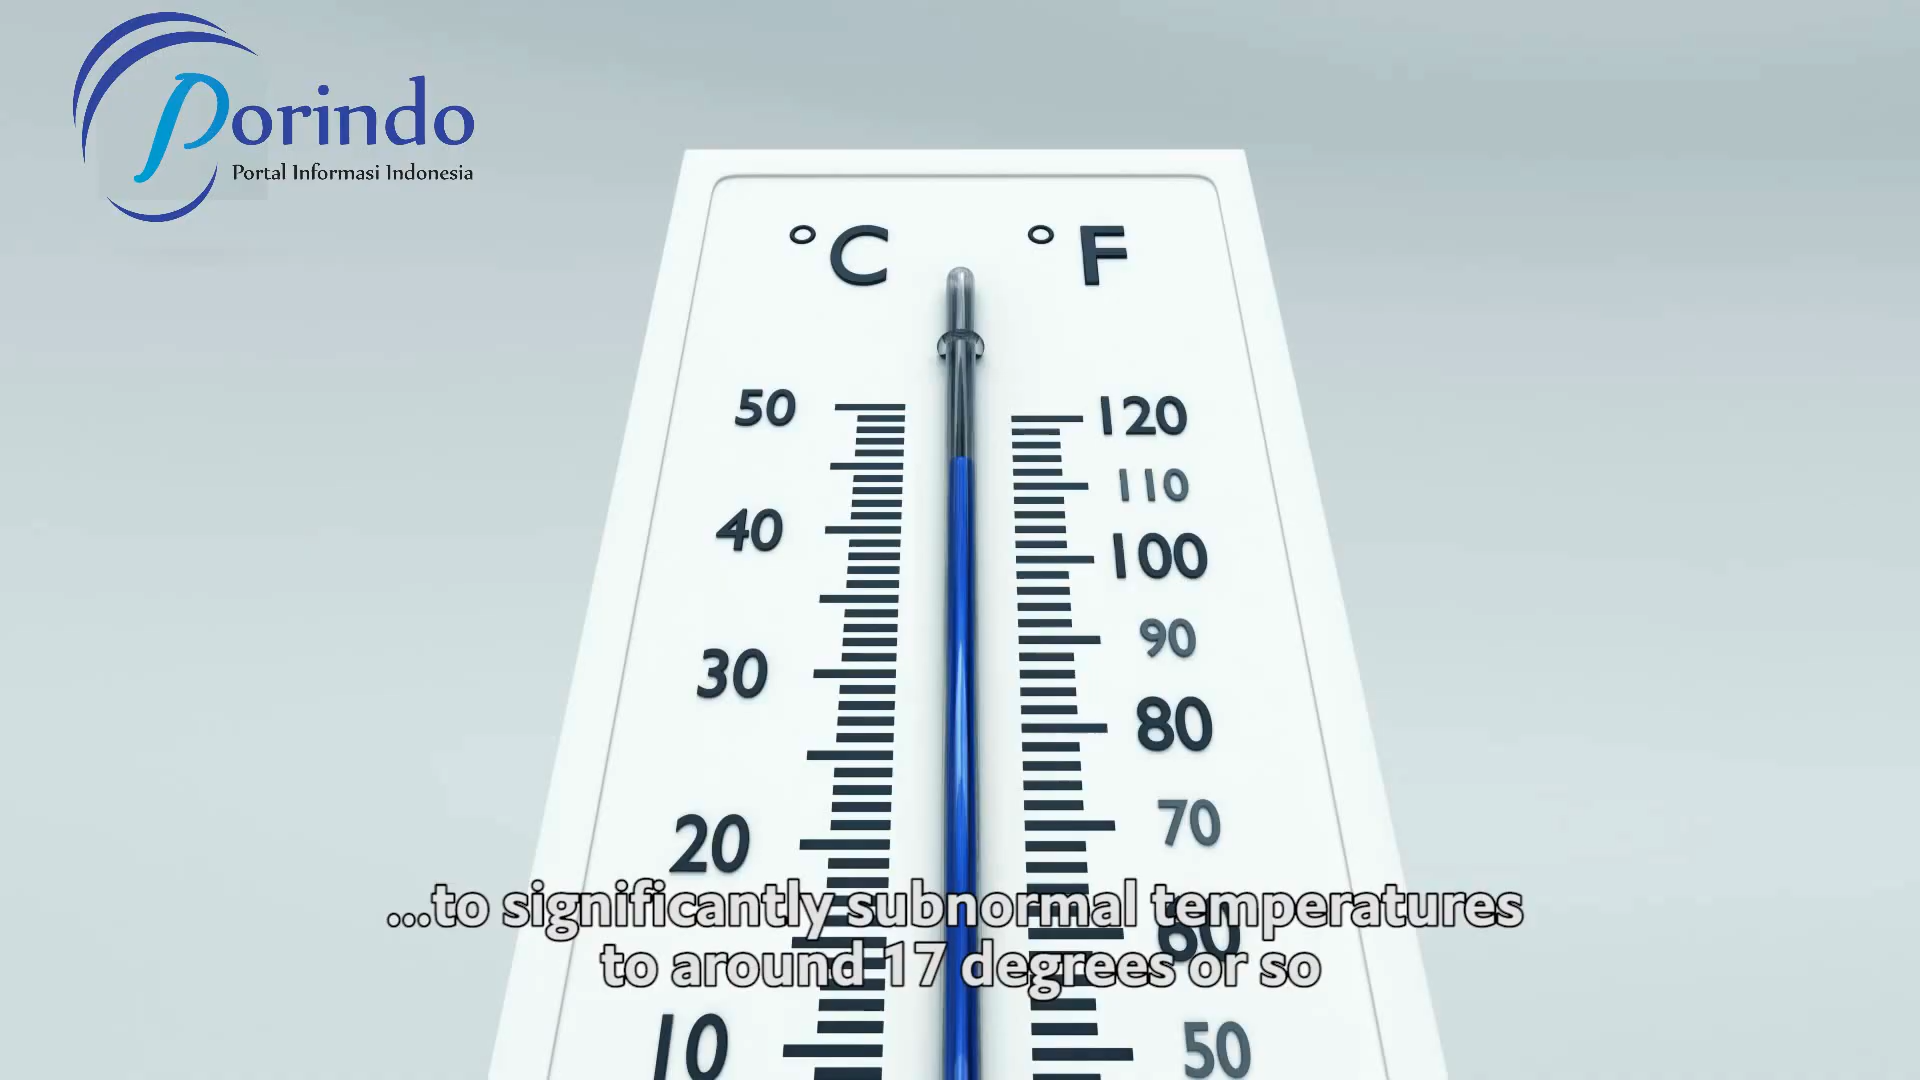 Porindo
Portal Informasi Indonesia
°C °F
50 120
110
40 100
90
30 80
70
20
60
10 50
...to significantly subnormal temperatures
to around 17 degrees or so